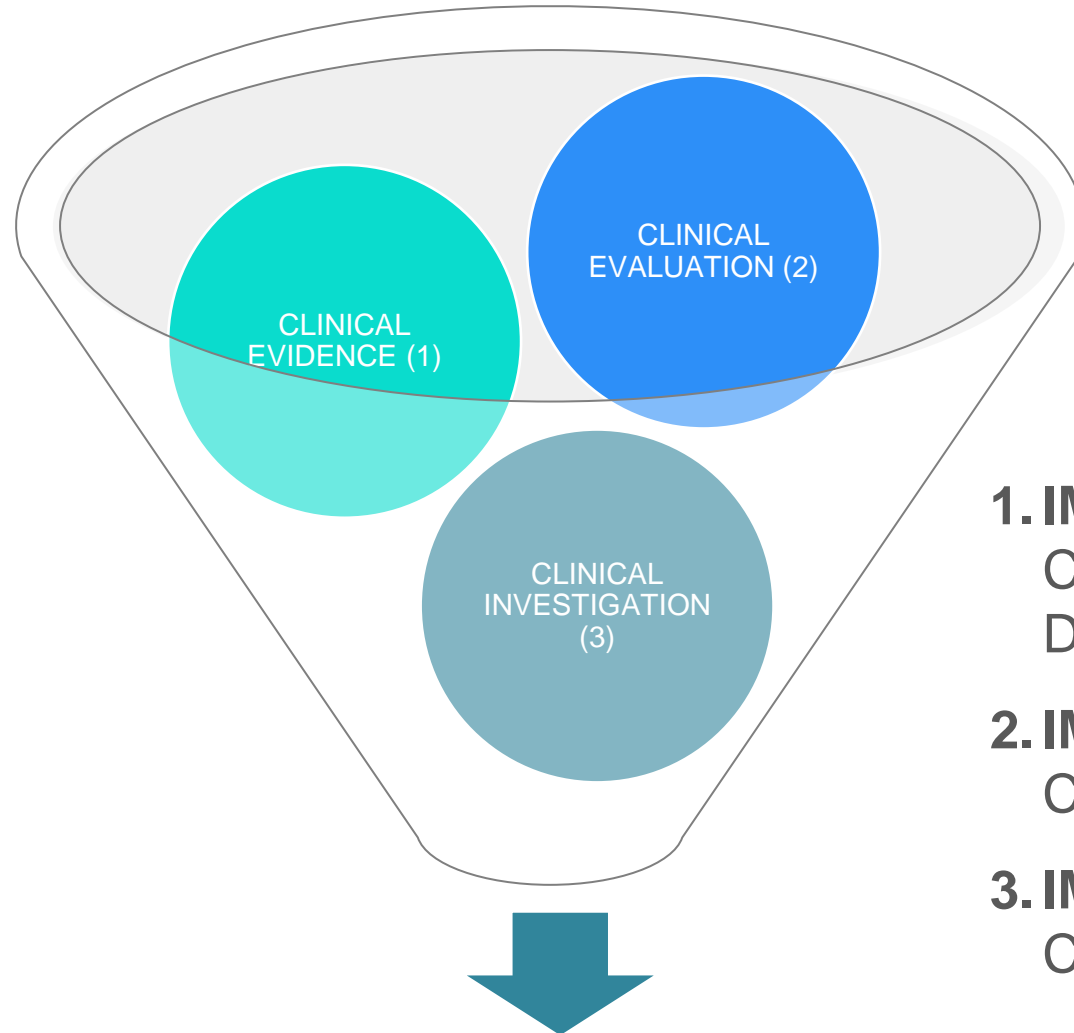 CLINICAL
EVALUATION (2)
CLINICAL
EVIDENCE (1)
CLINICAL
INVESTIGATION
(3)
1.
2.
3.